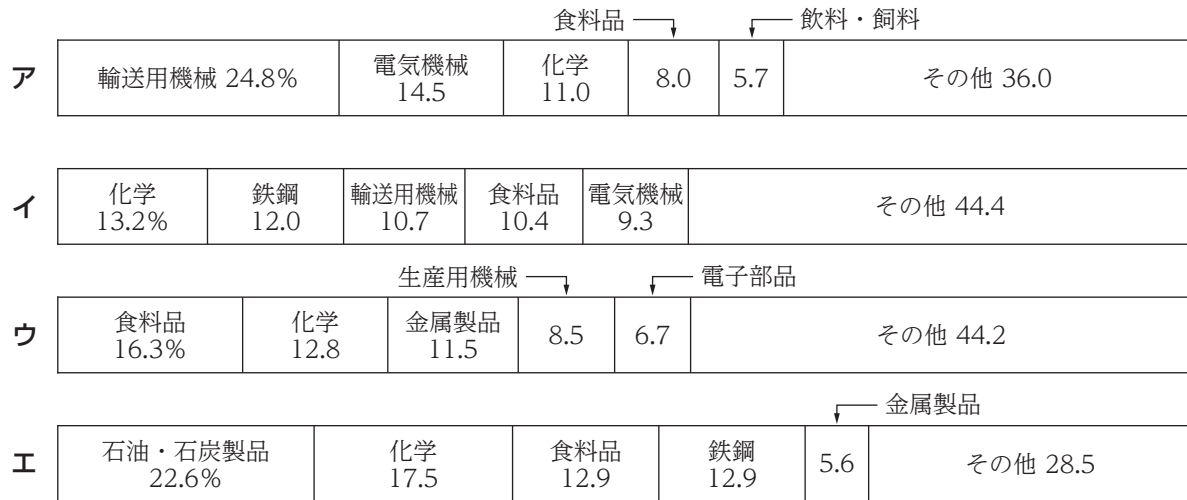 食料品 飲料・飼料
ア 輸送用機械 24.8% 電気機械 14.5 化学 11.0 8.0 5.7 その他 36.0
イ 化学 13.2% 鉄鋼 12.0 輸送用機械 10.7 食料品 10.4 電気機械 9.3 その他 44.4
生産用機械 電子部品
ウ 食料品 16.3% 化学 12.8 金属製品 11.5 8.5 6.7 その他 44.2
金属製品
エ 石油・石炭製品 22.6% 化学 17.5 食料品 12.9 鉄鋼 12.9 5.6 その他 28.5